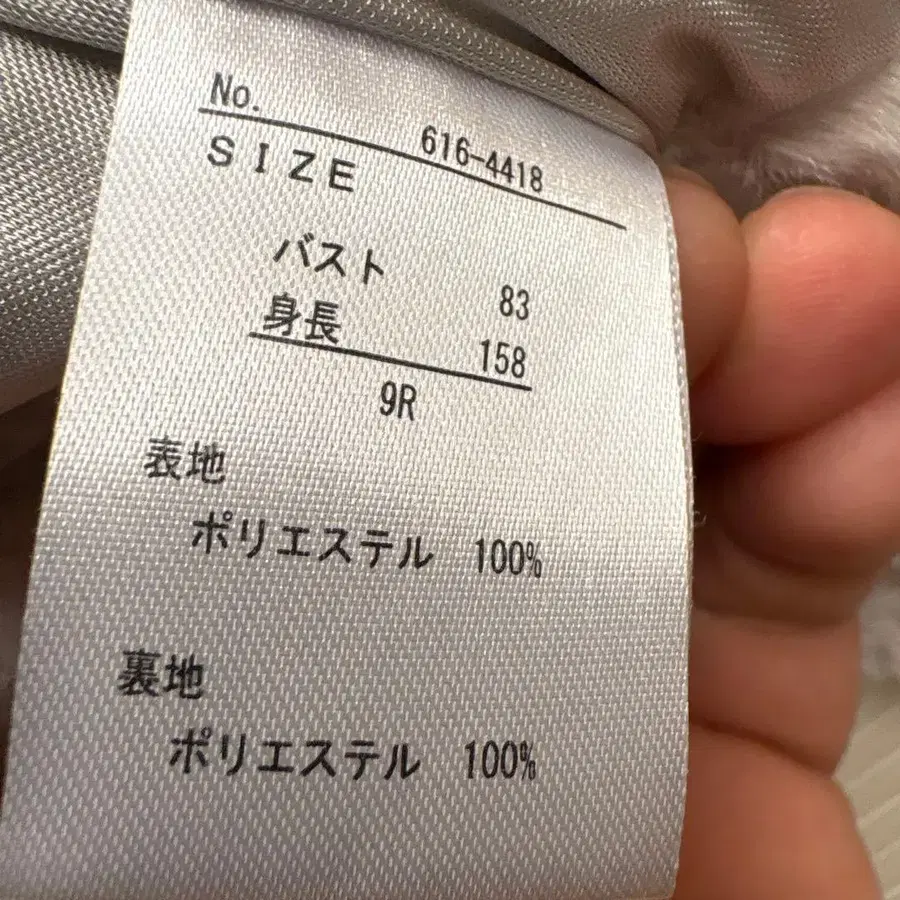 No. 616-4418
SIZE
バスト 83
身長 158
9R
表地
ポリエステル 100%
裏地
ポリエステル 100%